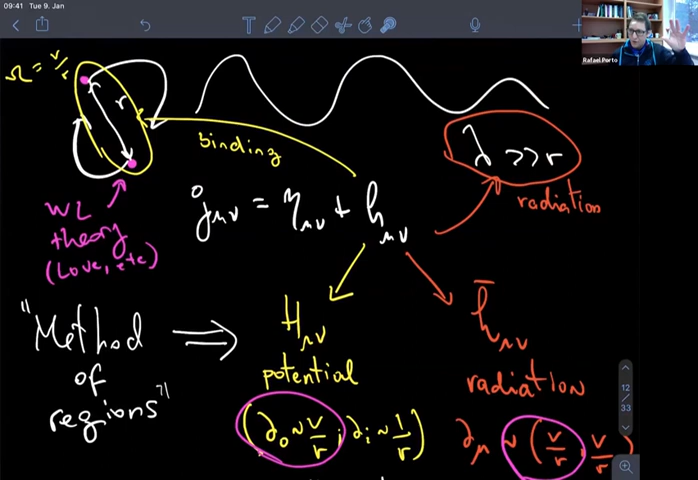 09:41 Tue 9. Jan
Rafael Porto
Ω = v/r
r
binding
λ >> r
radiation
WL
theory
(Love, etc)
g_μν = η_μν + h_μν
"Method
of
regions"
⇒
H_μν
potential
(∂₀ ~ v/r, ∂ᵢ ~ 1/r)
h̄_μν
radiation
∂_μ ~ (v/r, v/r)
12
/
33